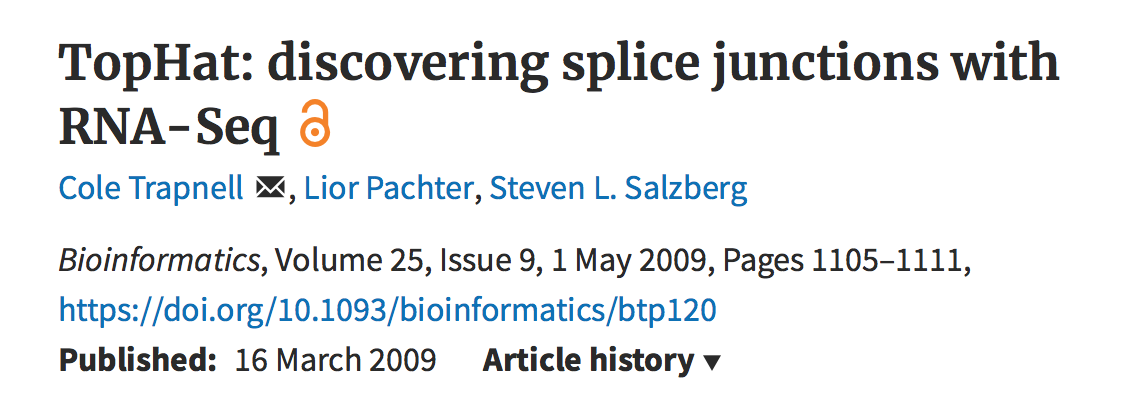 TopHat: discovering splice junctions with
RNA-Seq
Cole Trapnell, Lior Pachter, Steven L. Salzberg
Bioinformatics, Volume 25, Issue 9, 1 May 2009, Pages 1105–1111,
https://doi.org/10.1093/bioinformatics/btp120
Published: 16 March 2009 Article history ▼